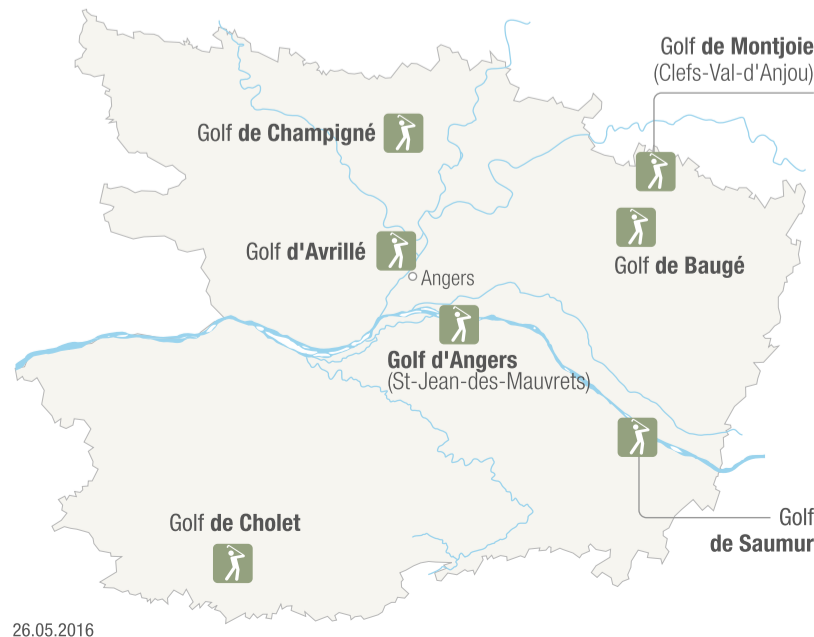 Golf de Montjoie
(Clefs-Val-d'Anjou)
Golf de Champigné
Golf d'Avrillé
Golf de Baugé
Angers
Golf d'Angers
(St-Jean-des-Mauvrets)
Golf de Cholet
Golf
de Saumur
26.05.2016